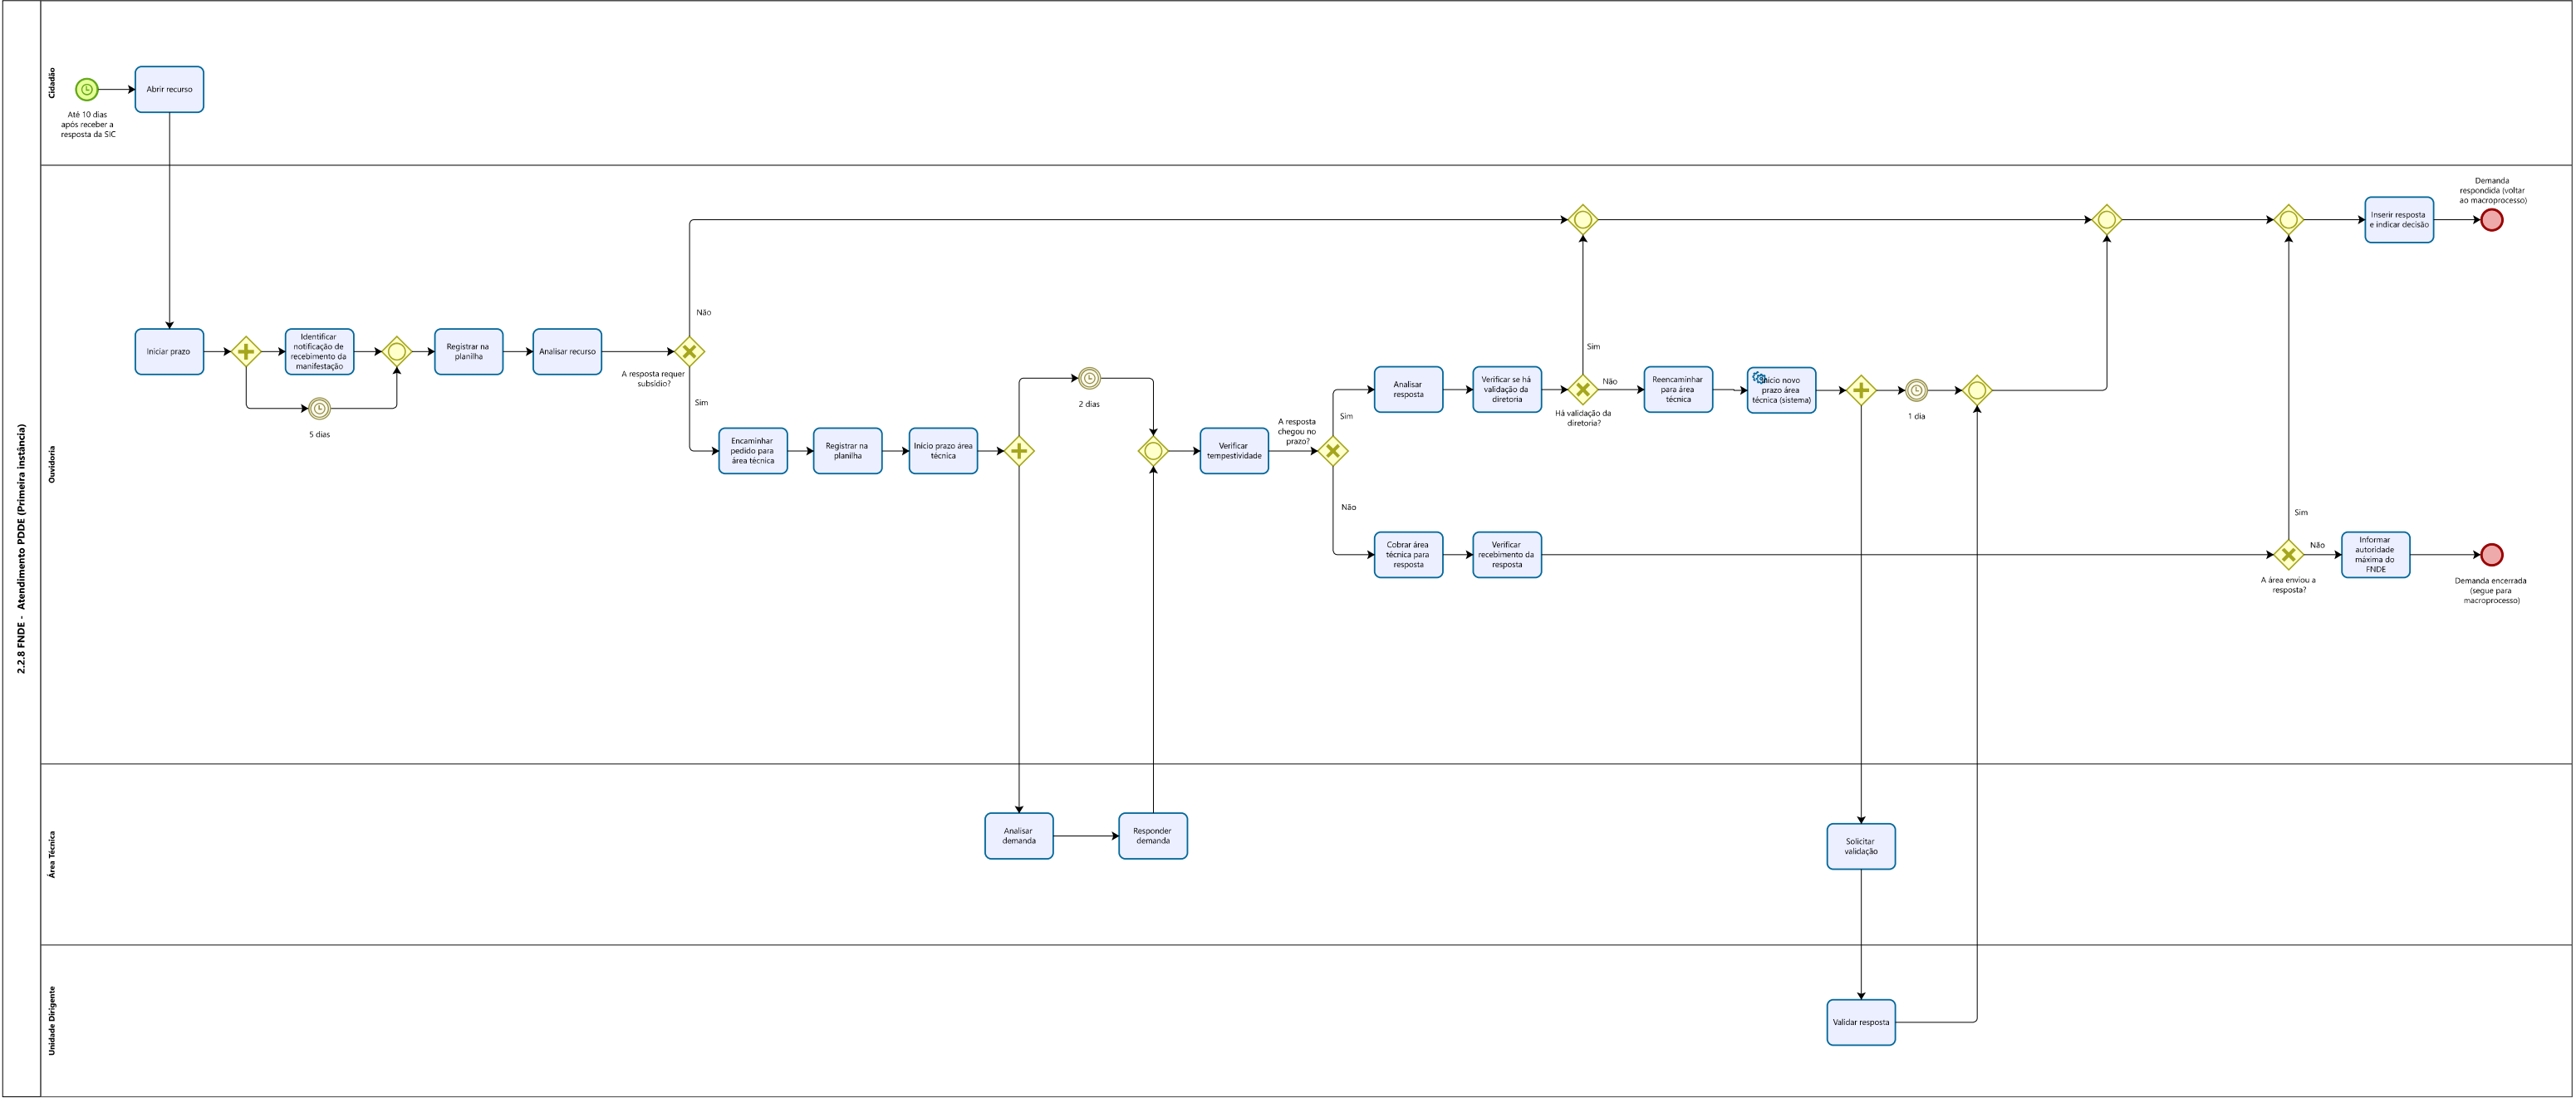 2.2.8 FNDE - Atendimento PDDE (Primeira instância)
Cidadão
Até 10 dias
após receber a
resposta da SIC
Abrir recurso
Ouvidoria
Iniciar prazo
Identificar
notificação de
recebimento da
manifestação
5 dias
Registrar na
planilha
Analisar recurso
A resposta requer
subsídio?
Não
Sim
Encaminhar
pedido para
área técnica
Registrar na
planilha
Início prazo área
técnica
2 dias
Verificar
tempestividade
A resposta
chegou no
prazo?
Sim
Não
Analisar
resposta
Verificar se há
validação da
diretoria
Há validação da
diretoria?
Sim
Não
Reencaminhar
para área
técnica
Início novo
prazo área
técnica (sistema)
1 dia
Cobrar área
técnica para
resposta
Verificar
recebimento da
resposta
A área enviou a
resposta?
Sim
Não
Informar
autoridade
máxima do
FNDE
Demanda encerrada
(segue para
macroprocesso)
Inserir resposta
e indicar decisão
Demanda
respondida (voltar
ao macroprocesso)
Área Técnica
Analisar
demanda
Responder
demanda
Solicitar
validação
Unidade Dirigente
Validar resposta